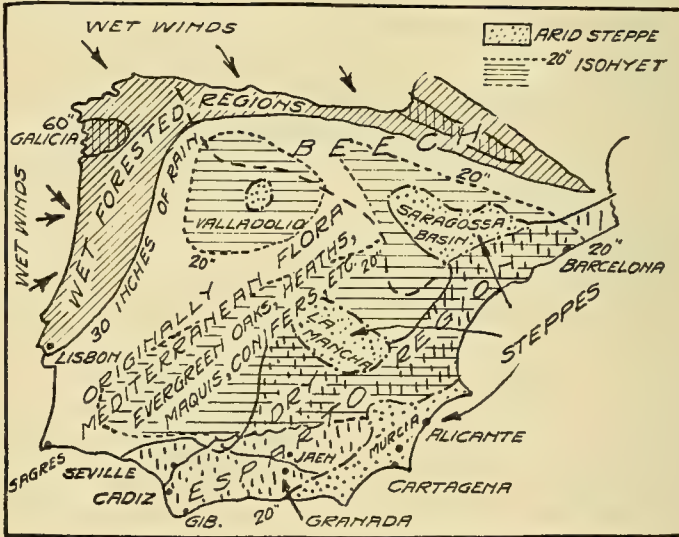 WET WINDS
ARID STEPPE
20" ISOHYET
60"
GALICIA
WET FORESTED
REGIONS
WET WINDS
30 INCHES OF RAIN
BEECH
VALLADOLID
20"
20"
SARAGOSSA
BASIN
20"
BARCELONA
ORIGINALLY
MEDITERRANEAN FLORA
EVERGREEN OAKS, HEATHS,
MAQUIS, CONIFERS, ETC.
20"
LA
MANCHA
DRY
STEPPES
LISBON
SAGRES
SEVILLE
CADIZ
GIB.
ESPARTO
REGION
JAEN
MURCIA
ALICANTE
CARTAGENA
20"
GRANADA